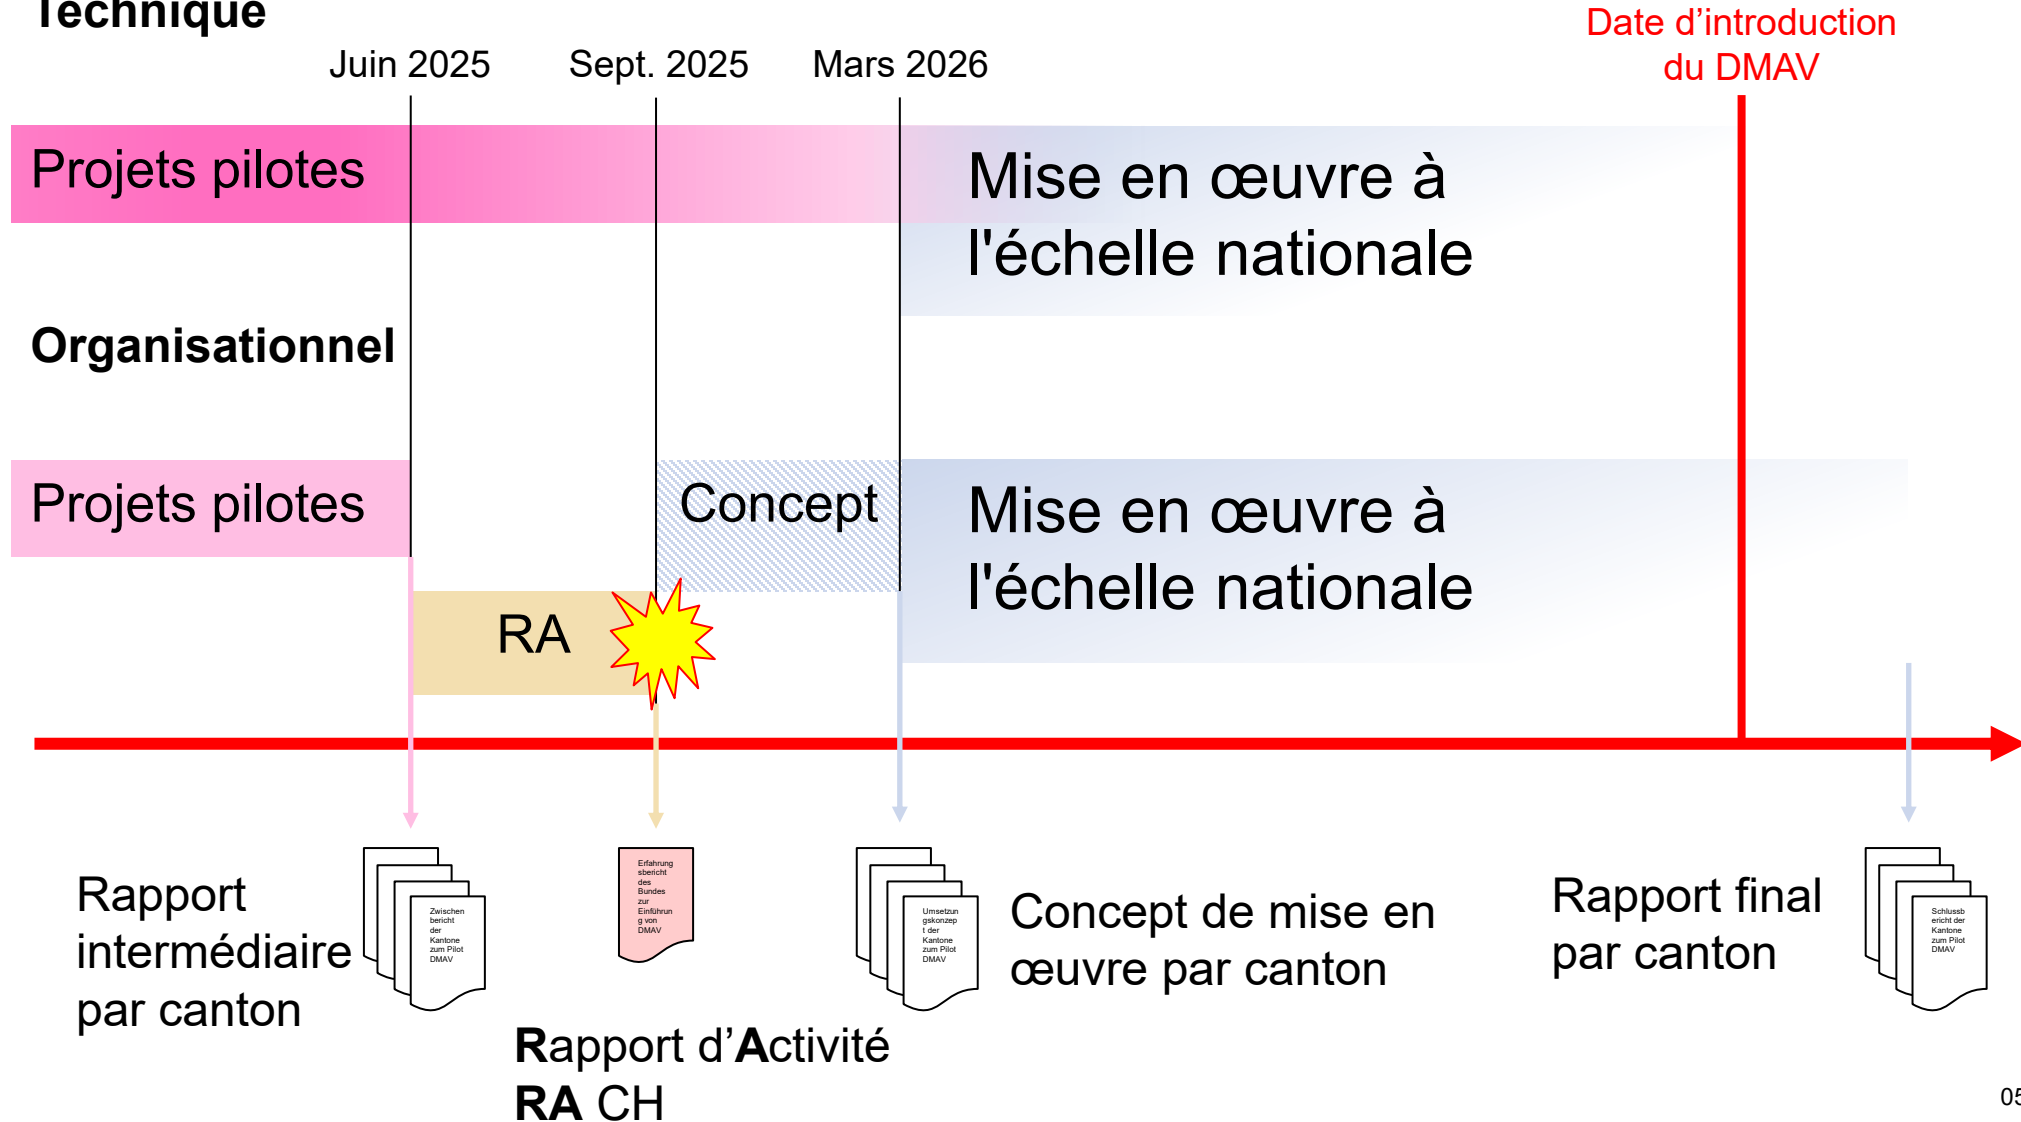 Technique
Juin 2025
Sept. 2025
Mars 2026
Date d’introduction
du DMAV
Projets pilotes
Mise en œuvre à
l'échelle nationale
Organisationnel
Projets pilotes
Concept
Mise en œuvre à
l'échelle nationale
RA
Rapport
intermédiaire
par canton
Zwischen
bericht
der
Kantone
zum Pilot
DMAV
Erfahrung
sbericht
des
Bundes
zur
Einführun
g von
DMAV
Rapport d’Activité
RA CH
Umsetzun
gskonzep
t der
Kantone
zum Pilot
DMAV
Concept de mise en
œuvre par canton
Rapport final
par canton
Schlussb
ericht der
Kantone
zum Pilot
DMAV
05